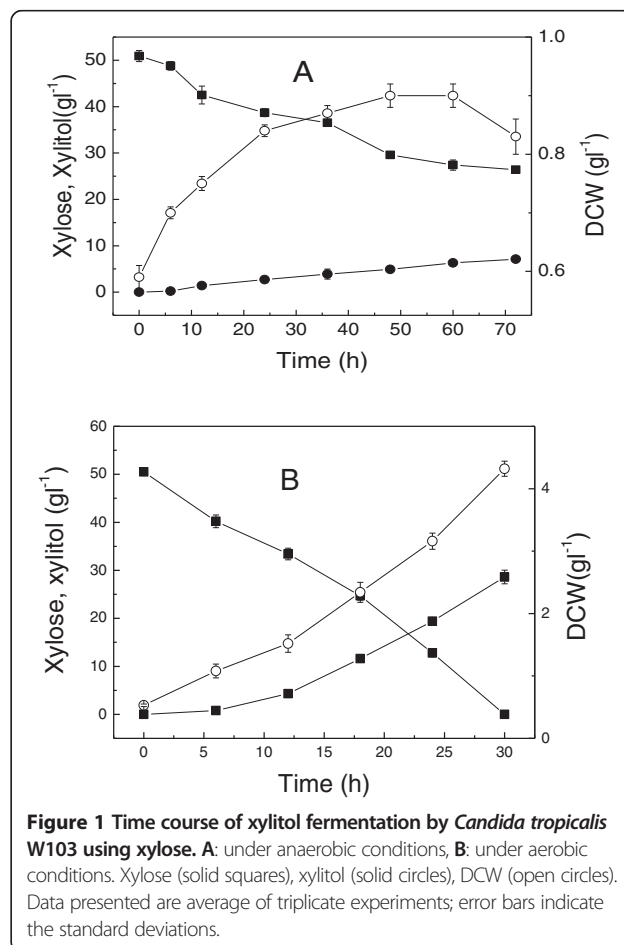 A
Xylose, Xylitol(gl⁻¹)
50
40
30
20
10
0
1.0
0.8
0.6
DCW (gl⁻¹)
0 10 20 30 40 50 60 70
Time (h)
B
Xylose, xylitol (gl⁻¹)
60
50
40
30
20
10
0
4
2
0
DCW(gl⁻¹)
0 5 10 15 20 25 30
Time (h)
Figure 1 Time course of xylitol fermentation by Candida tropicalis
W103 using xylose. A: under anaerobic conditions, B: under aerobic
conditions. Xylose (solid squares), xylitol (solid circles), DCW (open circles).
Data presented are average of triplicate experiments; error bars indicate
the standard deviations.